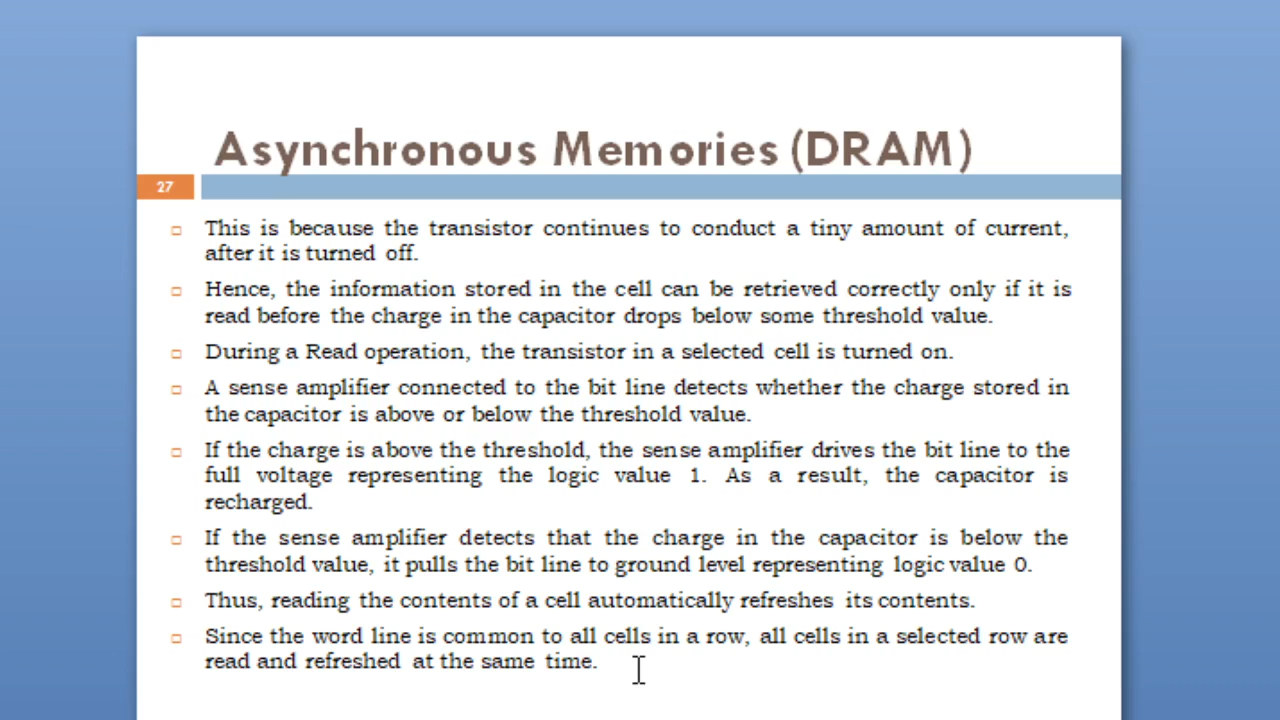 Asynchronous Memories (DRAM)
27
This is because the transistor continues to conduct a tiny amount of current,
after it is turned off.
Hence, the information stored in the cell can be retrieved correctly only if it is
read before the charge in the capacitor drops below some threshold value.
During a Read operation, the transistor in a selected cell is turned on.
A sense amplifier connected to the bit line detects whether the charge stored in
the capacitor is above or below the threshold value.
If the charge is above the threshold, the sense amplifier drives the bit line to the
full voltage representing the logic value 1. As a result, the capacitor is
recharged.
If the sense amplifier detects that the charge in the capacitor is below the
threshold value, it pulls the bit line to ground level representing logic value 0.
Thus, reading the contents of a cell automatically refreshes its contents.
Since the word line is common to all cells in a row, all cells in a selected row are
read and refreshed at the same time.